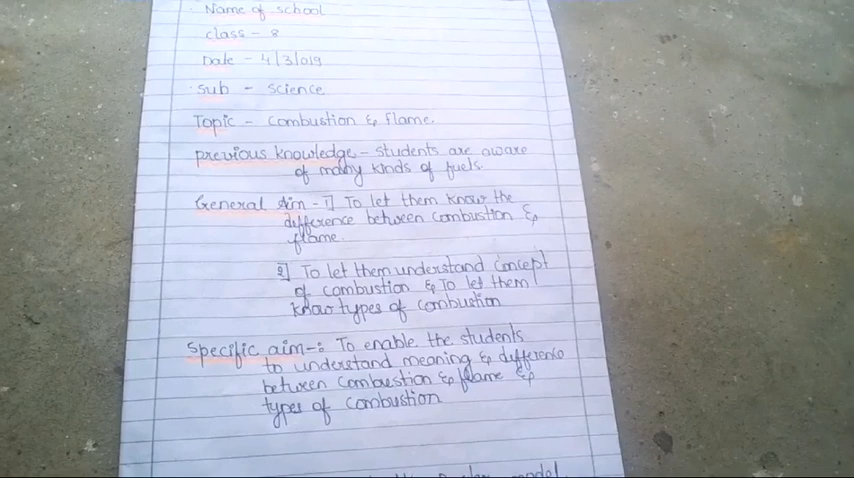 Name of school
class - 8
Date - 4/3/019
Sub - science
Topic - combustion & flame.
previous knowledge - students are aware
of many kinds of fuels.
General Aim - 1] To let them know the
difference between combustion &
flame.
2] To let them understand concept
of combustion & To let them
know types of combustion
Specific aim -: To enable the students
to understand meaning & difference
between combustion & flame &
types of combustion
model